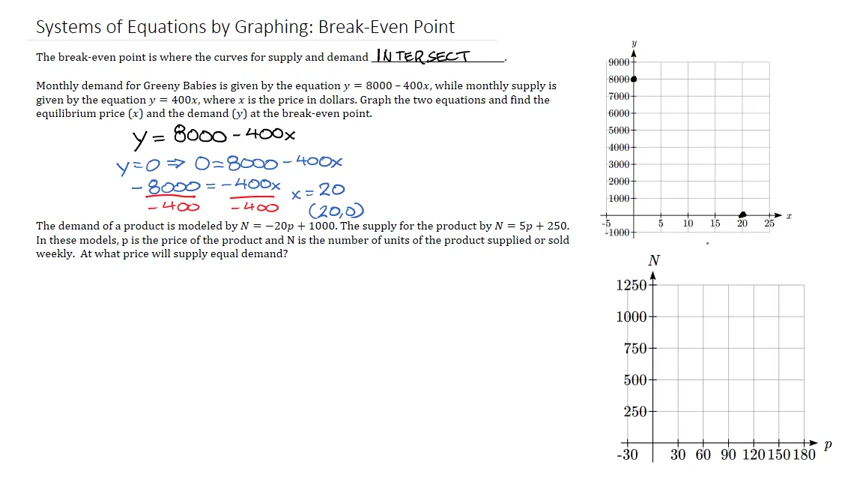 Systems of Equations by Graphing: Break-Even Point
The break-even point is where the curves for supply and demand INTERSECT.
Monthly demand for Greeny Babies is given by the equation y = 8000 – 400x, while monthly supply is
given by the equation y = 400x, where x is the price in dollars. Graph the two equations and find the
equilibrium price (x) and the demand (y) at the break-even point.
y = 8000 - 400x
y=0 ⇒ 0=8000 - 400x
-8000 = -400x x = 20
-400 -400 (20,0)
The demand of a product is modeled by N = −20p + 1000. The supply for the product by N = 5p + 250.
In these models, p is the price of the product and N is the number of units of the product supplied or sold
weekly. At what price will supply equal demand?
y
9000
8000
7000
6000
5000
4000
3000
2000
1000
-5 5 10 15 20 25 x
-1000
N
1250
1000
750
500
250
-30 30 60 90 120 150 180 p